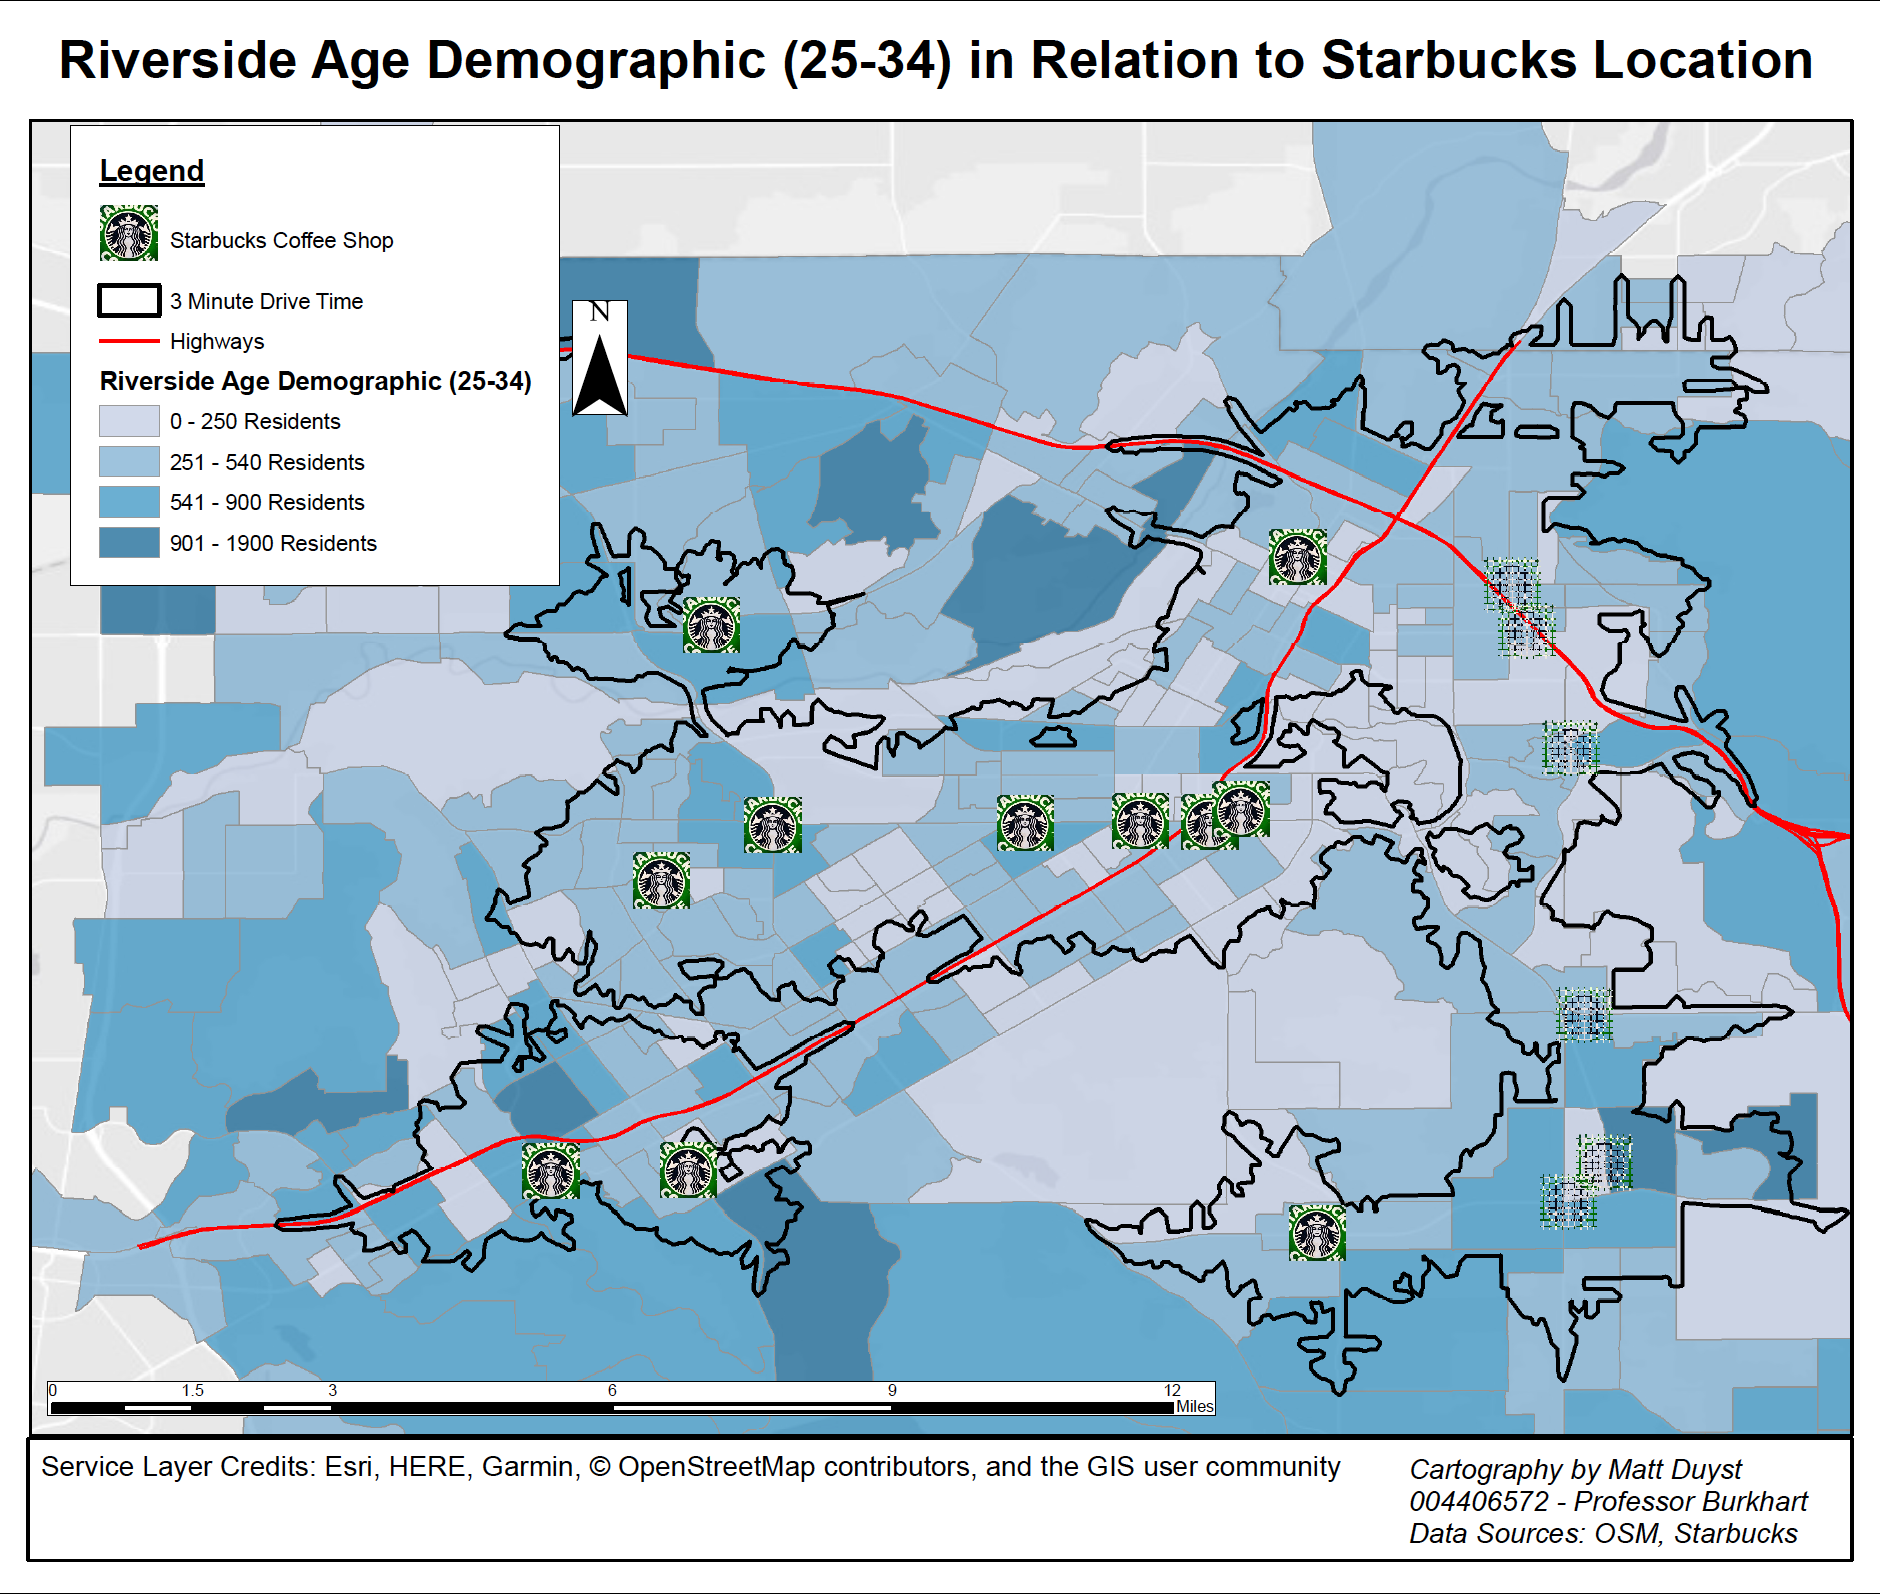 Riverside Age Demographic (25-34) in Relation to Starbucks Location
Legend
Starbucks Coffee Shop
3 Minute Drive Time
Highways
Riverside Age Demographic (25-34)
0 - 250 Residents
251 - 540 Residents
541 - 900 Residents
901 - 1900 Residents
N
0 1.5 3 6 9 12
Miles
Service Layer Credits: Esri, HERE, Garmin, © OpenStreetMap contributors, and the GIS user community
Cartography by Matt Duyst
004406572 - Professor Burkhart
Data Sources: OSM, Starbucks